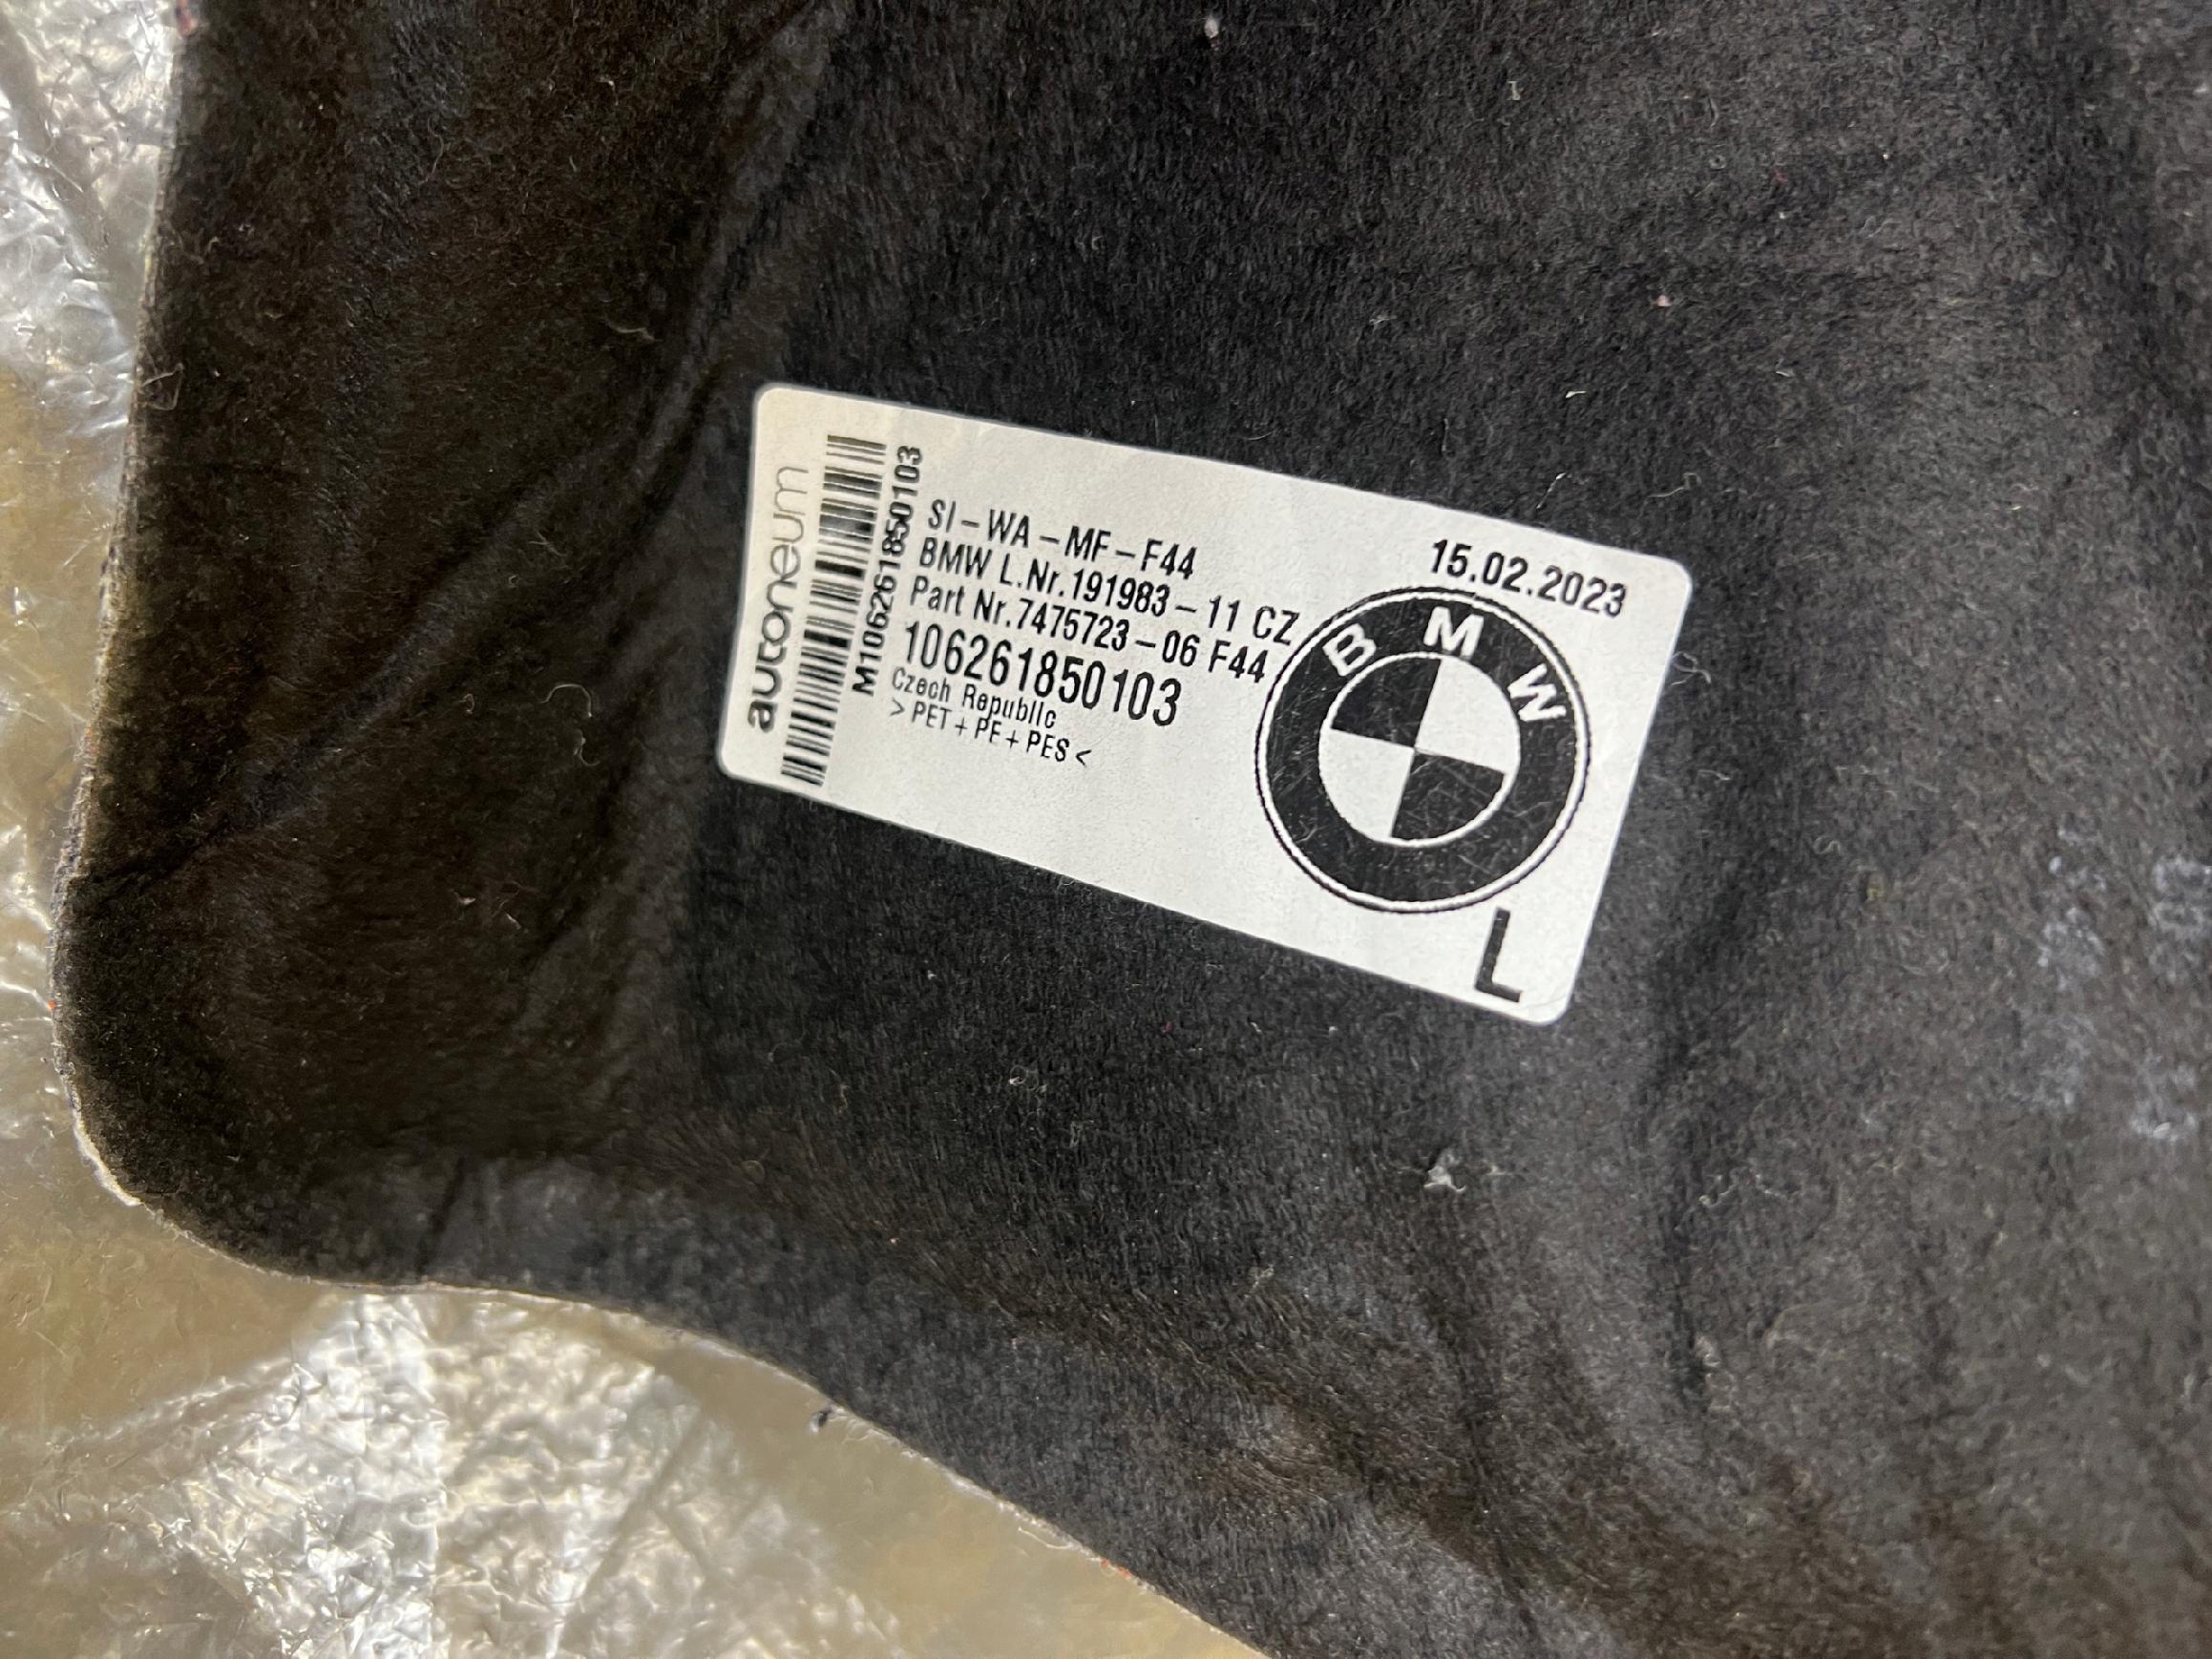 autoneum
M106261850103
SI-WA-MF-F44
BMW L.Nr.191983-11 CZ
Part Nr.7475723-06 F44
106261850103
Czech Republic
>PET+PE+PES<
15.02.2023
BMW
L